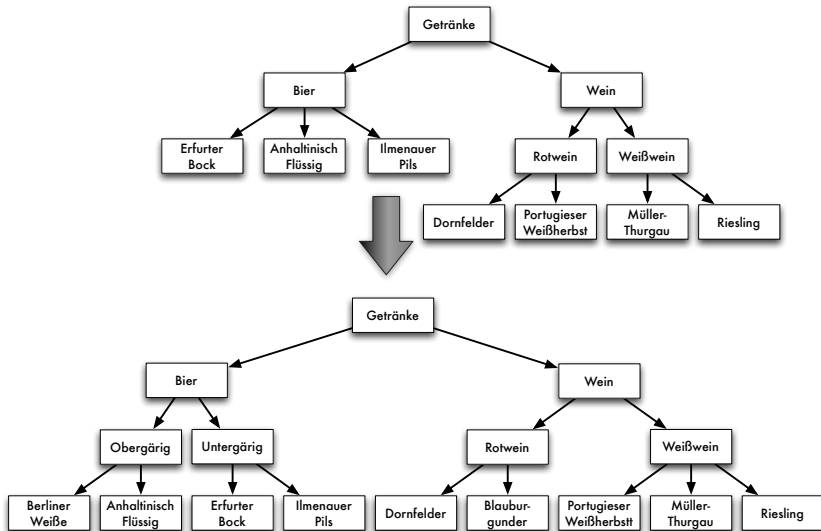 Getränke
Bier
Wein
Erfurter
Bock
Anhaltinisch
Flüssig
Ilmenauer
Pils
Rotwein
Weißwein
Dornfelder
Portugieser
Weißherbst
Müller-
Thurgau
Riesling
Getränke
Bier
Wein
Obergärig
Untergärig
Rotwein
Weißwein
Berliner
Weiße
Anhaltinisch
Flüssig
Erfurter
Bock
Ilmenauer
Pils
Dornfelder
Blaubur-
gunder
Portugieser
Weißherbstt
Müller-
Thurgau
Riesling